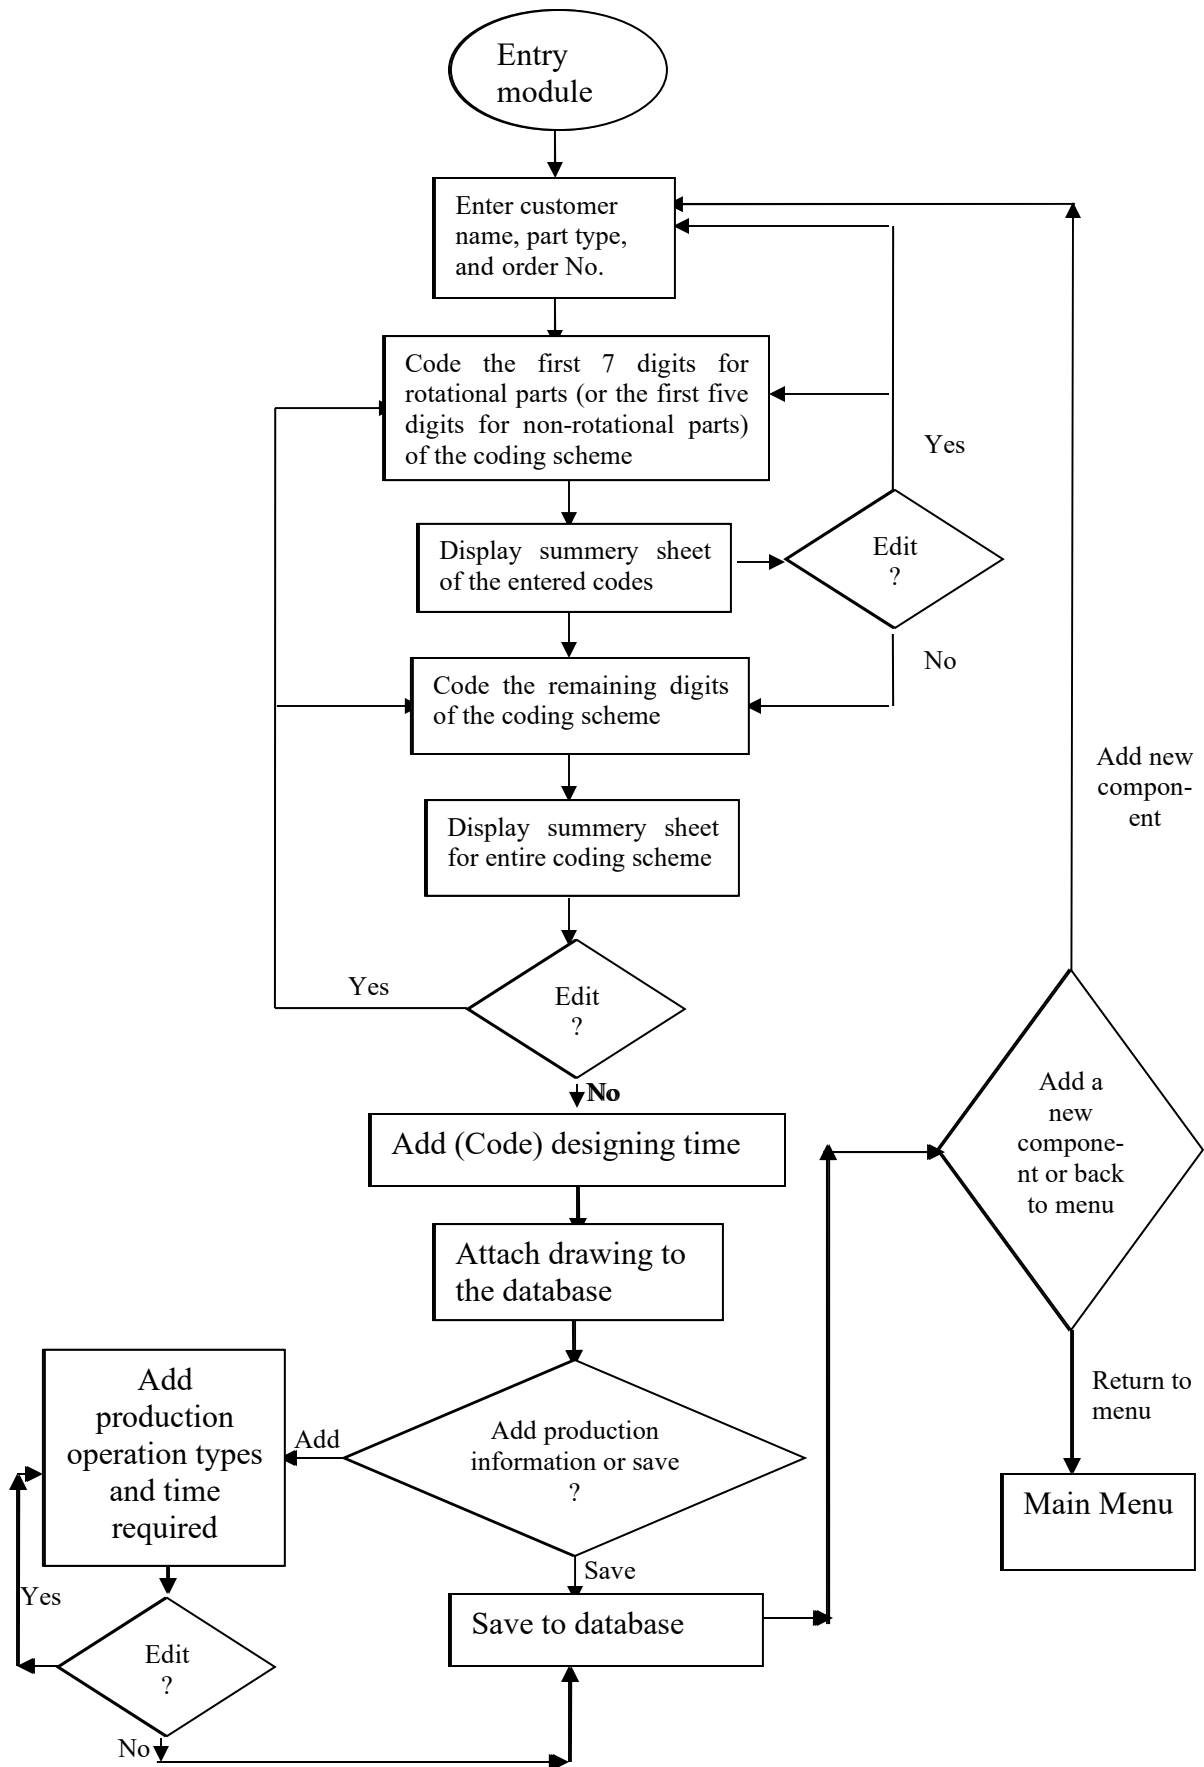 Entry
module
Enter customer
name, part type,
and order No.
Code the first 7 digits for
rotational parts (or the first five
digits for non-rotational parts)
of the coding scheme
Yes
Display summery sheet
of the entered codes
Edit
?
No
Code the remaining digits
of the coding scheme
Add new
compon-
ent
Display summery sheet
for entire coding scheme
Yes
Edit
?
No
Add a
new
compone-
nt or back
to menu
Add (Code) designing time
Attach drawing to
the database
Add
production
operation types
and time
required
Add
Add production
information or save
?
Return to
menu
Main Menu
Save
Yes
Save to database
Edit
?
No